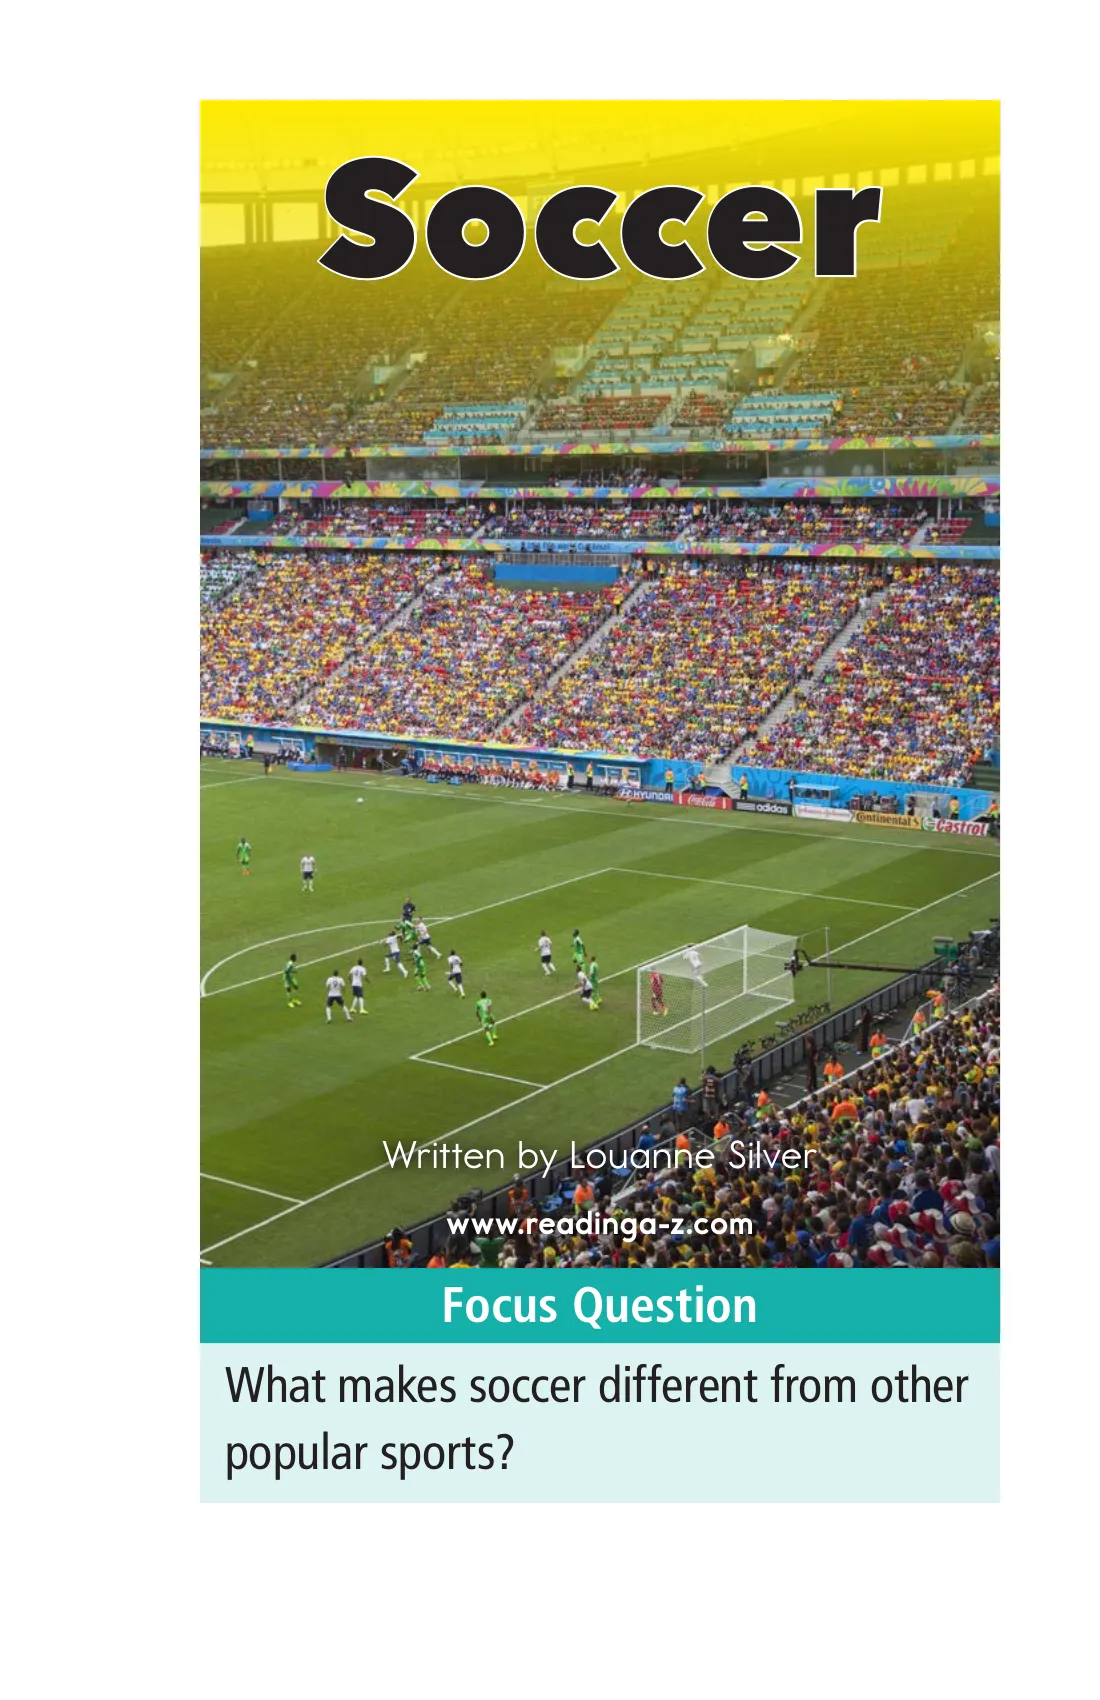 Soccer
HYUNDAI
Coca-Cola
adidas
Continental
Castrol
Written by Louanne Silver
www.readinga-z.com
Focus Question
What makes soccer different from other
popular sports?